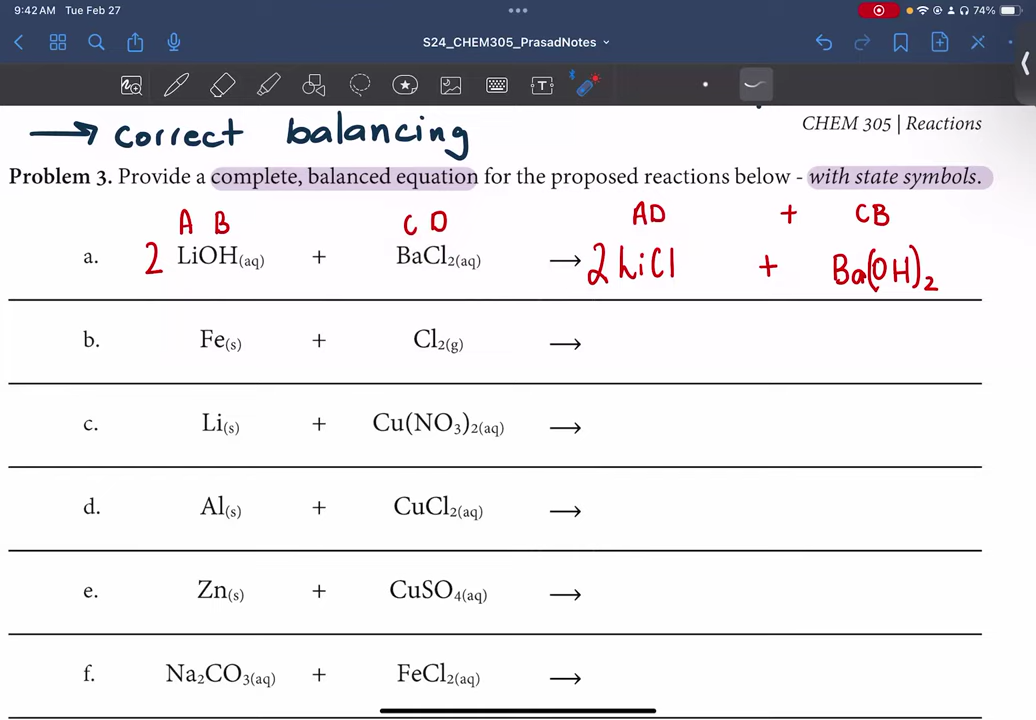 9:42 AM Tue Feb 27 74%
S24_CHEM305_PrasadNotes
→ correct balancing
CHEM 305 | Reactions
Problem 3. Provide a complete, balanced equation for the proposed reactions below - with state symbols.
A B C D AD + CB
a. 2 LiOH(aq) + BaCl₂(aq) → 2 LiCl + Ba(OH)₂
b. Fe(s) + Cl₂(g) →
c. Li(s) + Cu(NO₃)₂(aq) →
d. Al(s) + CuCl₂(aq) →
e. Zn(s) + CuSO₄(aq) →
f. Na₂CO₃(aq) + FeCl₂(aq) →